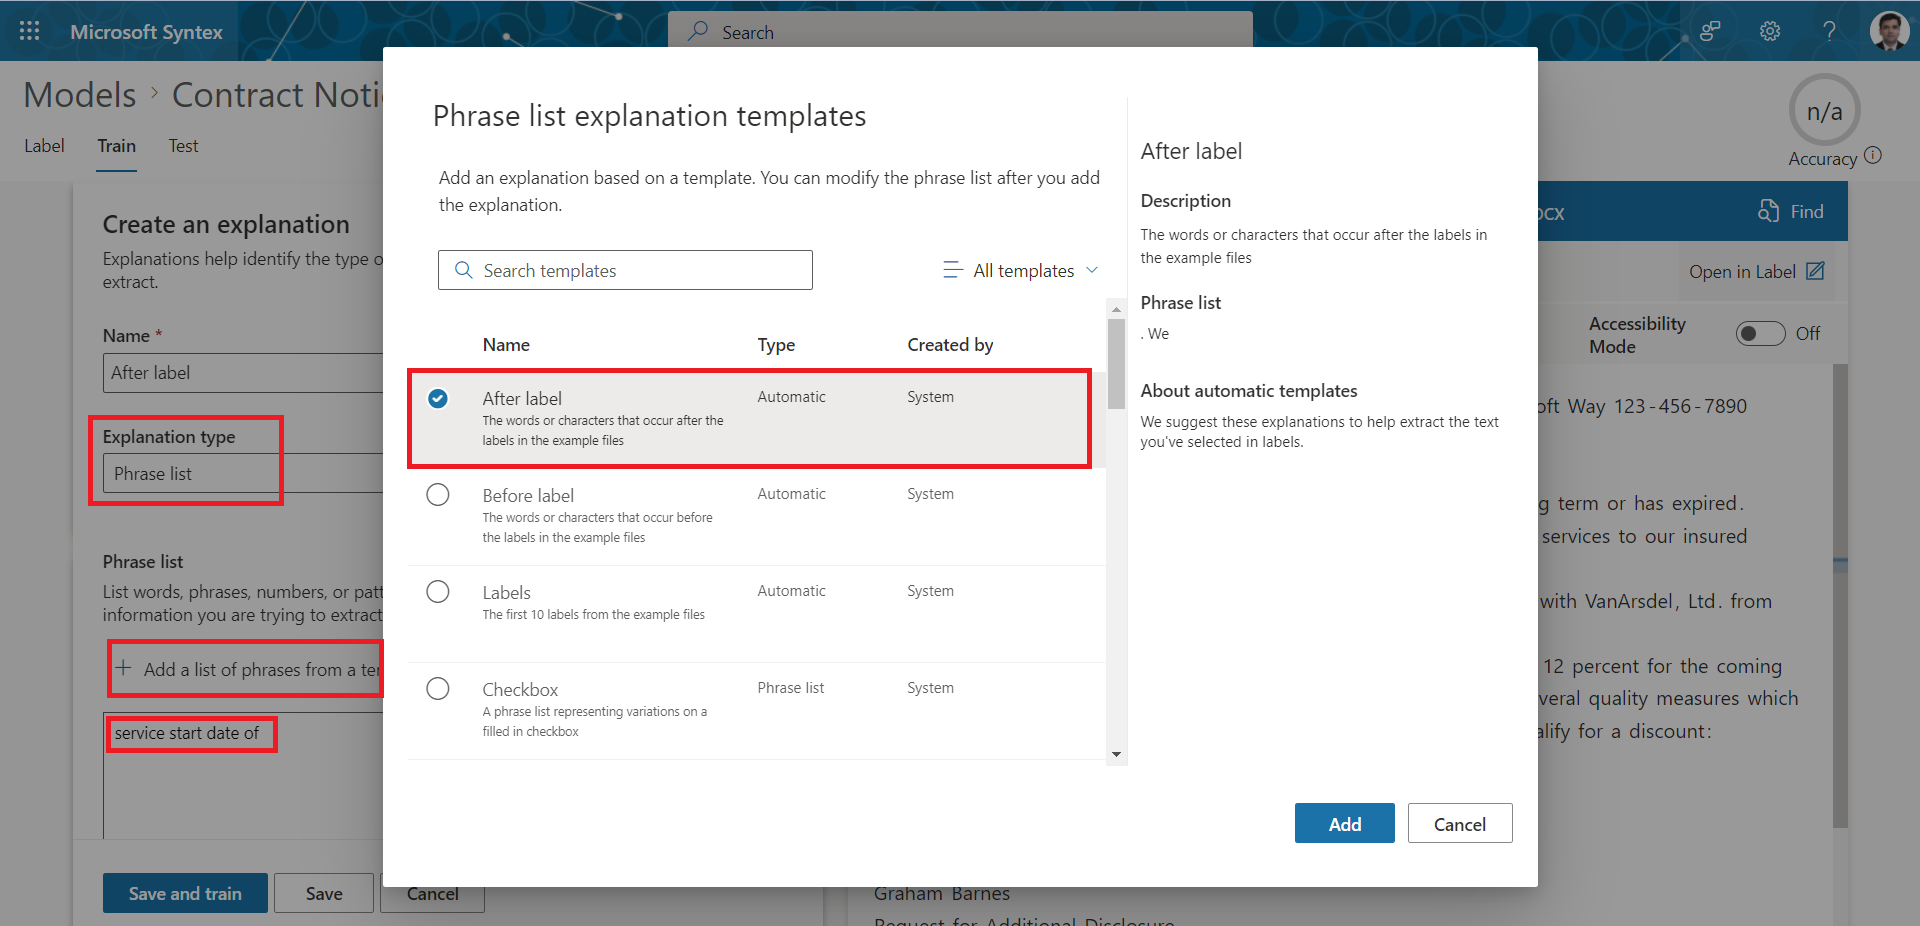 Microsoft Syntex
Search
Models > Contract Noti
Label Train Test
n/a
Accuracy
Create an explanation
Explanations help identify the type o
extract.
Name *
After label
Explanation type
Phrase list
Phrase list
List words, phrases, numbers, or patt
information you are trying to extract
+ Add a list of phrases from a te
service start date of
Save and train
Save
Cancel
Phrase list explanation templates
Add an explanation based on a template. You can modify the phrase list after you add
the explanation.
Search templates
All templates
Name Type Created by
After label Automatic System
The words or characters that occur after the
labels in the example files
Before label Automatic System
The words or characters that occur before
the labels in the example files
Labels Automatic System
The first 10 labels from the example files
Checkbox Phrase list System
A phrase list representing variations on a
filled in checkbox
After label
Description
The words or characters that occur after the labels in
the example files
Phrase list
. We
About automatic templates
We suggest these explanations to help extract the text
you've selected in labels.
Add
Cancel
OCX
Find
Open in Label
Accessibility
Mode
Off
oft Way 123-456-7890
g term or has expired.
services to our insured
with VanArsdel, Ltd. from
12 percent for the coming
veral quality measures which
alify for a discount:
Graham Barnes
Request for Additional Disclosure